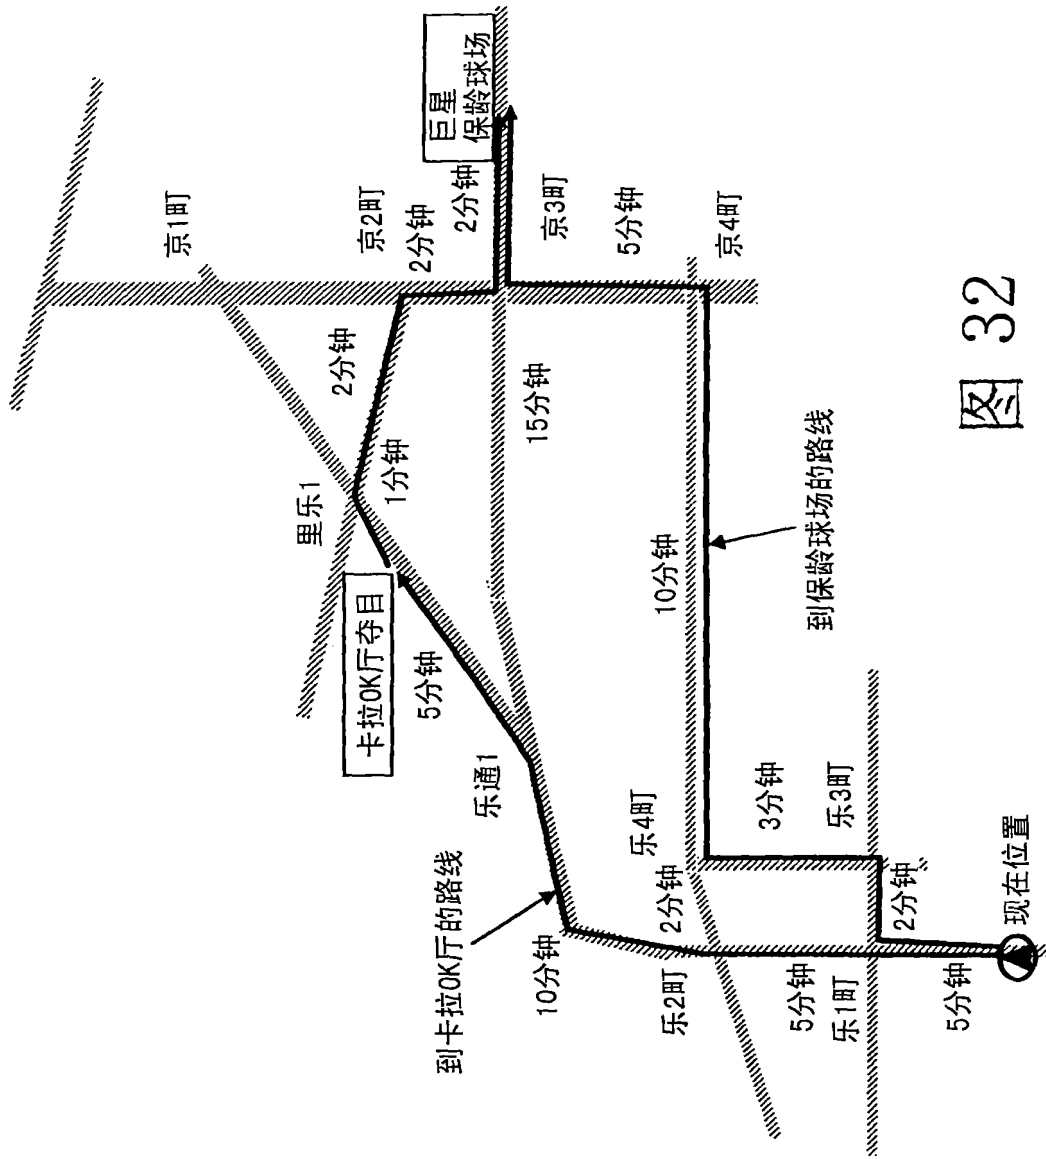 京1町
里乐1
2分钟
卡拉OK厅夺目
京2町
1分钟
2分钟
5分钟
到卡拉OK厅的路线
巨星
保龄球场
2分钟
乐通1
15分钟
10分钟
京3町
5分钟
乐4町
乐2町
2分钟
10分钟
京4町
3分钟
5分钟
到保龄球场的路线
乐1町
乐3町
2分钟
5分钟
现在位置
图 32